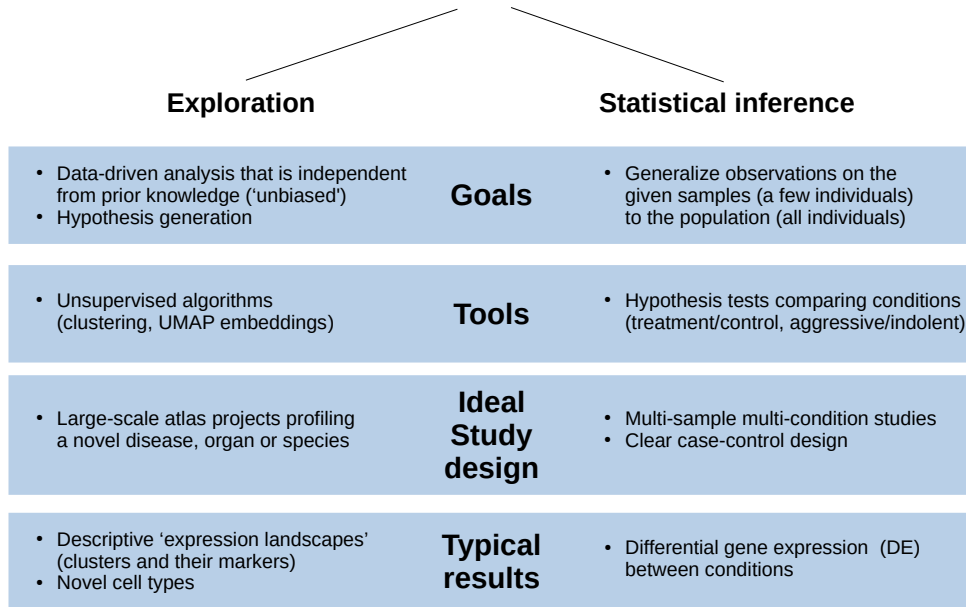 Exploration
Statistical inference
• Data-driven analysis that is independent
from prior knowledge (‘unbiased')
• Hypothesis generation
Goals
• Generalize observations on the
given samples (a few individuals)
to the population (all individuals)
• Unsupervised algorithms
(clustering, UMAP embeddings)
Tools
• Hypothesis tests comparing conditions
(treatment/control, aggressive/indolent)
• Large-scale atlas projects profiling
a novel disease, organ or species
Ideal
Study
design
• Multi-sample multi-condition studies
• Clear case-control design
• Descriptive ‘expression landscapes’
(clusters and their markers)
• Novel cell types
Typical
results
• Differential gene expression (DE)
between conditions